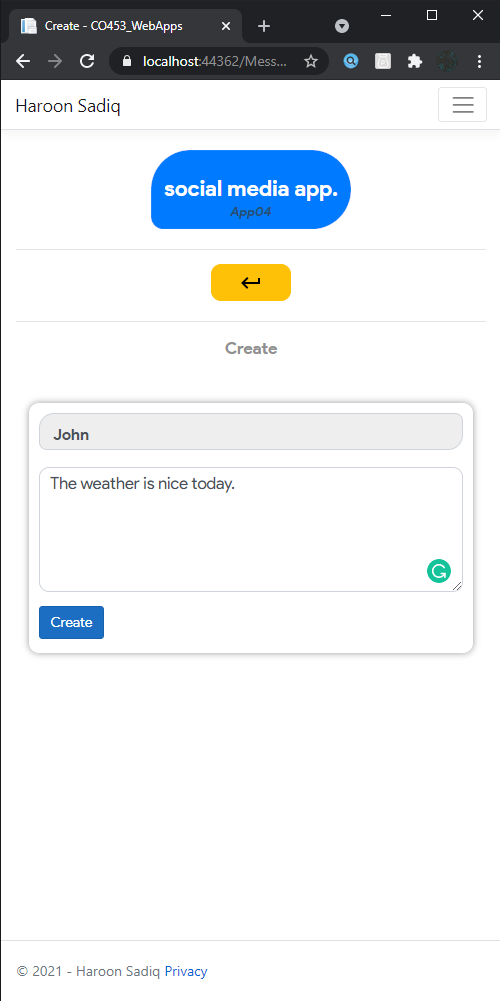 Create - CO453_WebApps
localhost:44362/Mess...
Haroon Sadiq
social media app.
App04
Create
John
The weather is nice today.
Create
© 2021 - Haroon Sadiq Privacy